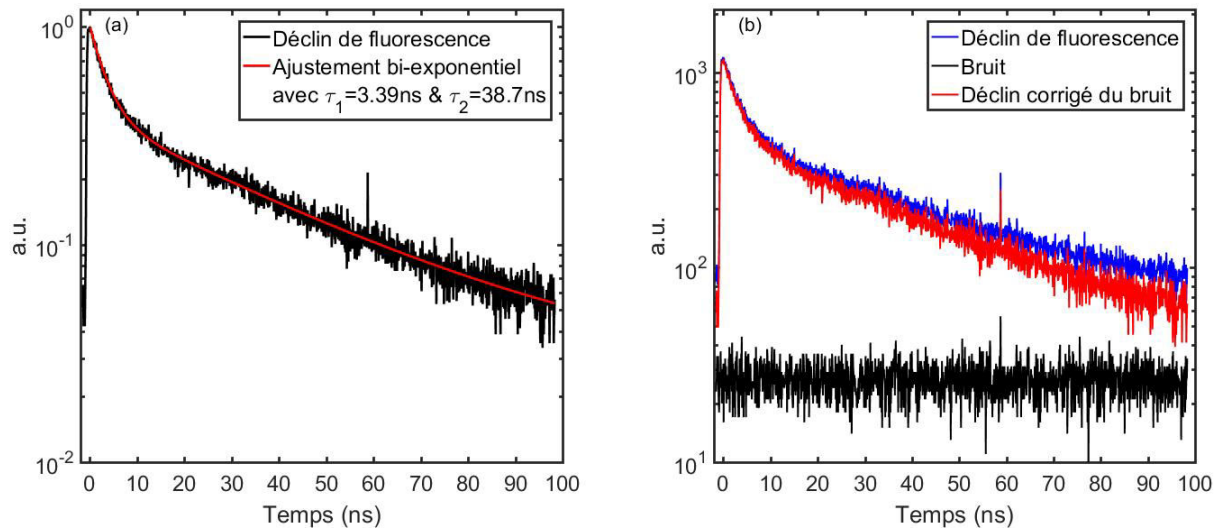 (a)
Déclin de fluorescence
Ajustement bi-exponentiel
avec τ1=3.39ns & τ2=38.7ns
10^0
10^-1
10^-2
a.u.
0 10 20 30 40 50 60 70 80 90 100
Temps (ns)
(b)
Déclin de fluorescence
Bruit
Déclin corrigé du bruit
10^3
10^2
10^1
a.u.
0 10 20 30 40 50 60 70 80 90 100
Temps (ns)